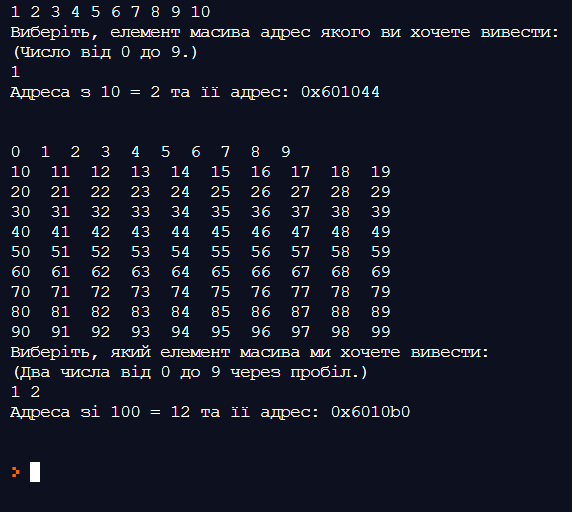 1 2 3 4 5 6 7 8 9 10
Виберіть, елемент масива адрес якого ви хочете вивести:
(Число від 0 до 9.)
1
Адреса з 10 = 2 та її адрес: 0x601044
0 1 2 3 4 5 6 7 8 9
10 11 12 13 14 15 16 17 18 19
20 21 22 23 24 25 26 27 28 29
30 31 32 33 34 35 36 37 38 39
40 41 42 43 44 45 46 47 48 49
50 51 52 53 54 55 56 57 58 59
60 61 62 63 64 65 66 67 68 69
70 71 72 73 74 75 76 77 78 79
80 81 82 83 84 85 86 87 88 89
90 91 92 93 94 95 96 97 98 99
Виберіть, який елемент масива ми хочете вивести:
(Два числа від 0 до 9 через пробіл.)
1 2
Адреса зі 100 = 12 та її адрес: 0x6010b0
>